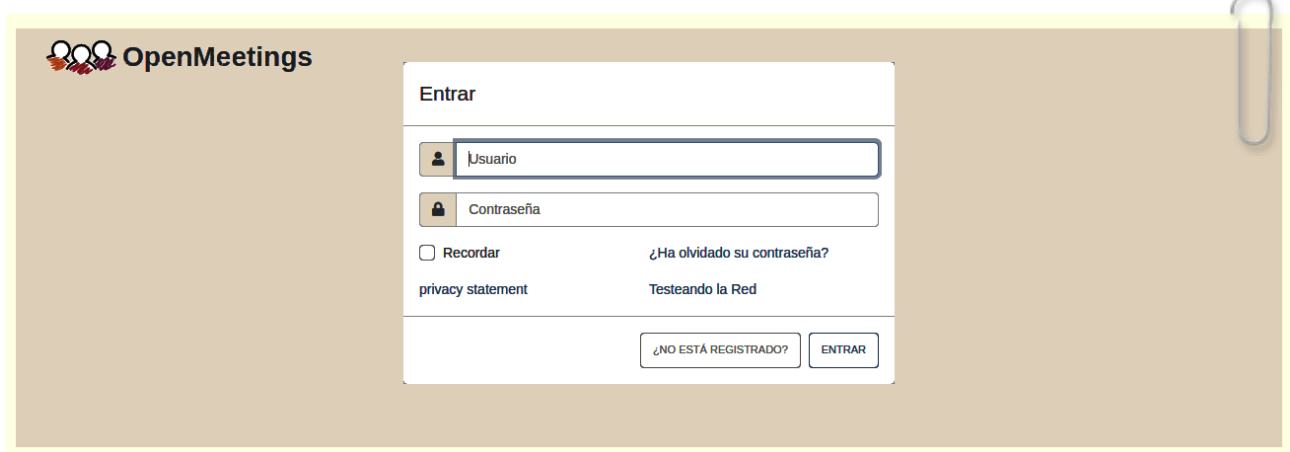 OpenMeetings
Entrar
Usuario
Contraseña
Recordar ¿Ha olvidado su contraseña?
privacy statement Testeando la Red
¿NO ESTÁ REGISTRADO? ENTRAR